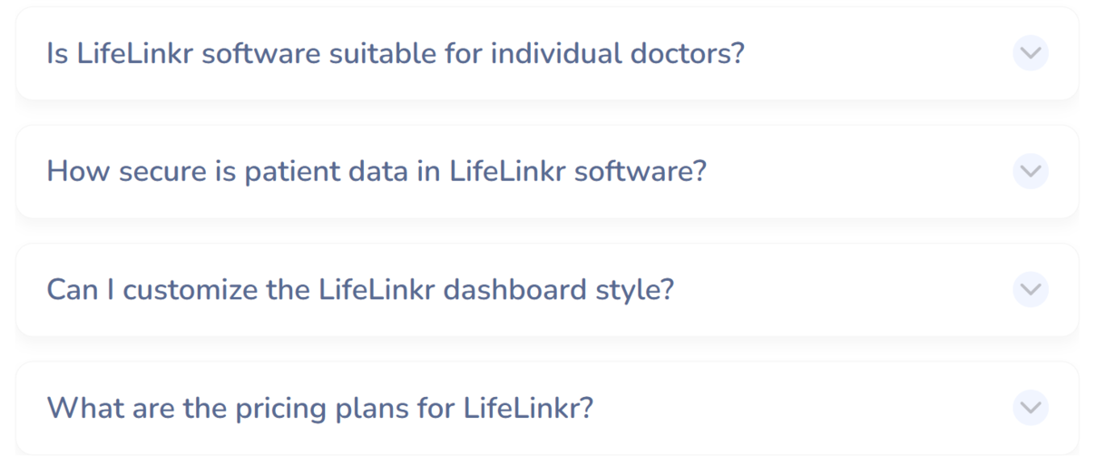 Is LifeLinkr software suitable for individual doctors?
How secure is patient data in LifeLinkr software?
Can I customize the LifeLinkr dashboard style?
What are the pricing plans for LifeLinkr?